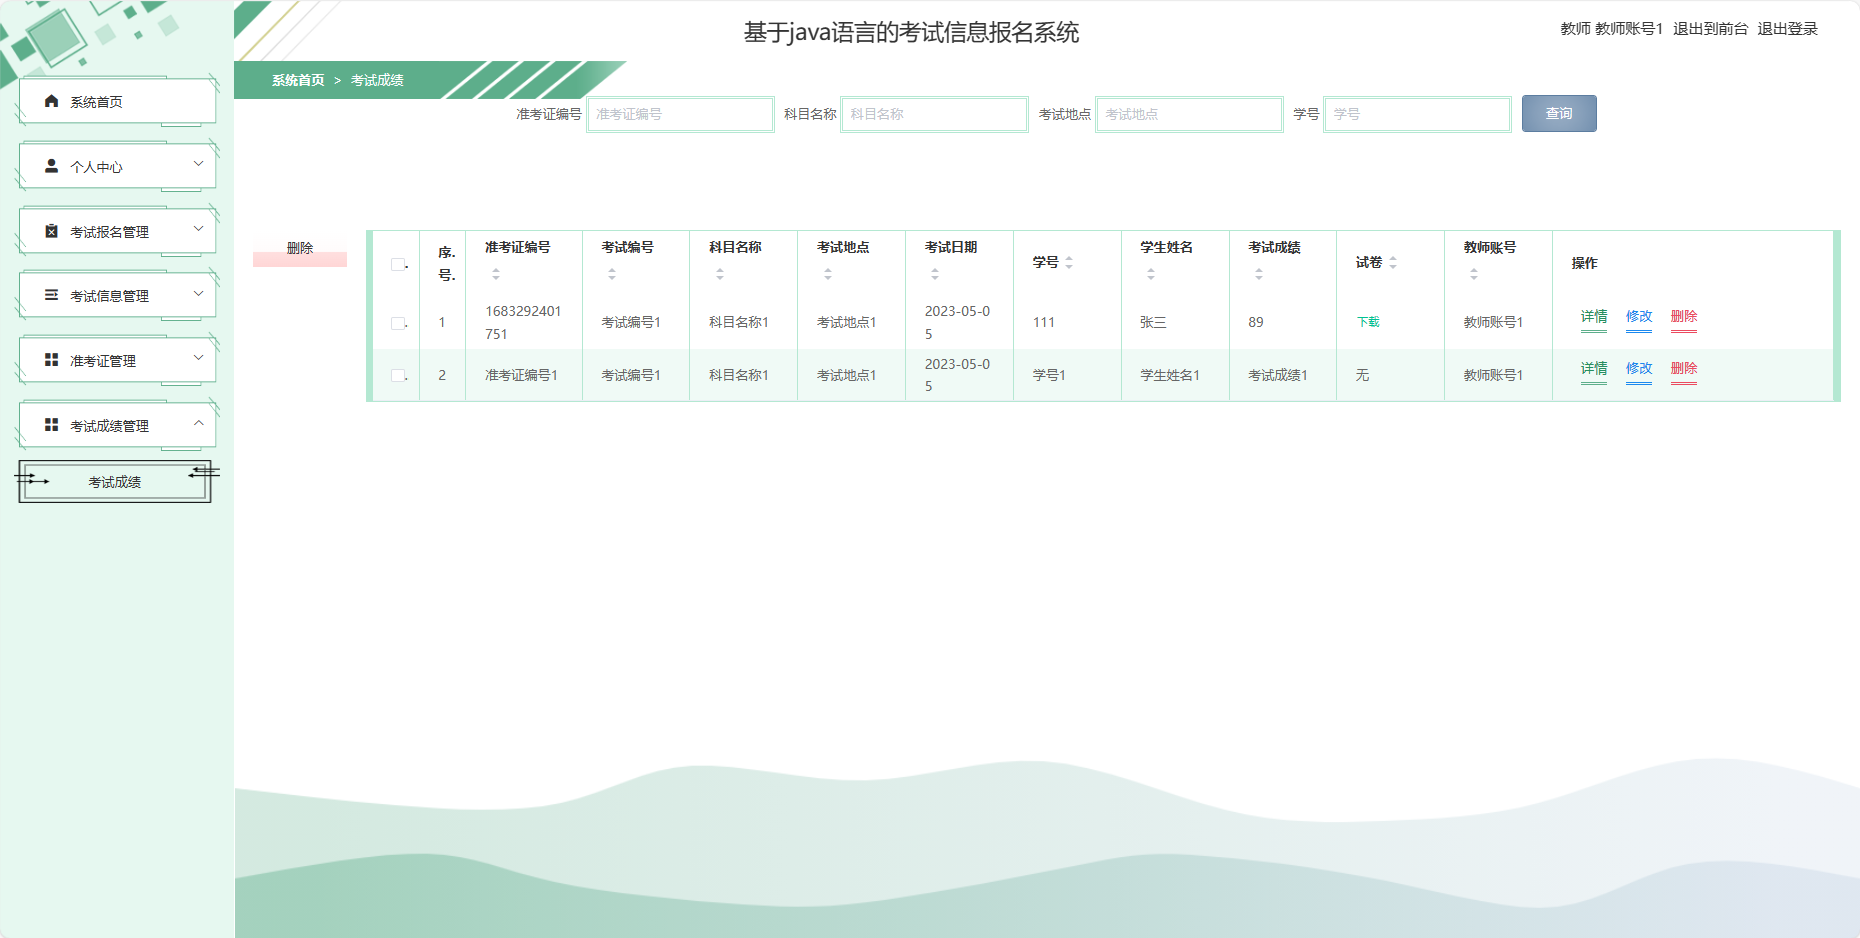 基于java语言的考试信息报名系统
教师 教师账号1 退出到前台 退出登录
系统首页 > 考试成绩
系统首页
个人中心
考试报名管理
考试信息管理
准考证管理
考试成绩管理
考试成绩
准考证编号 准考证编号 科目名称 科目名称 考试地点 考试地点 学号 学号 查询
删除
序号 准考证编号 考试编号 科目名称 考试地点 考试日期 学号 学生姓名 考试成绩 试卷 教师账号 操作
1 1683292401751 考试编号1 科目名称1 考试地点1 2023-05-05 111 张三 89 下载 教师账号1 详情 修改 删除
2 准考证编号1 考试编号1 科目名称1 考试地点1 2023-05-05 学号1 学生姓名1 考试成绩1 无 教师账号1 详情 修改 删除